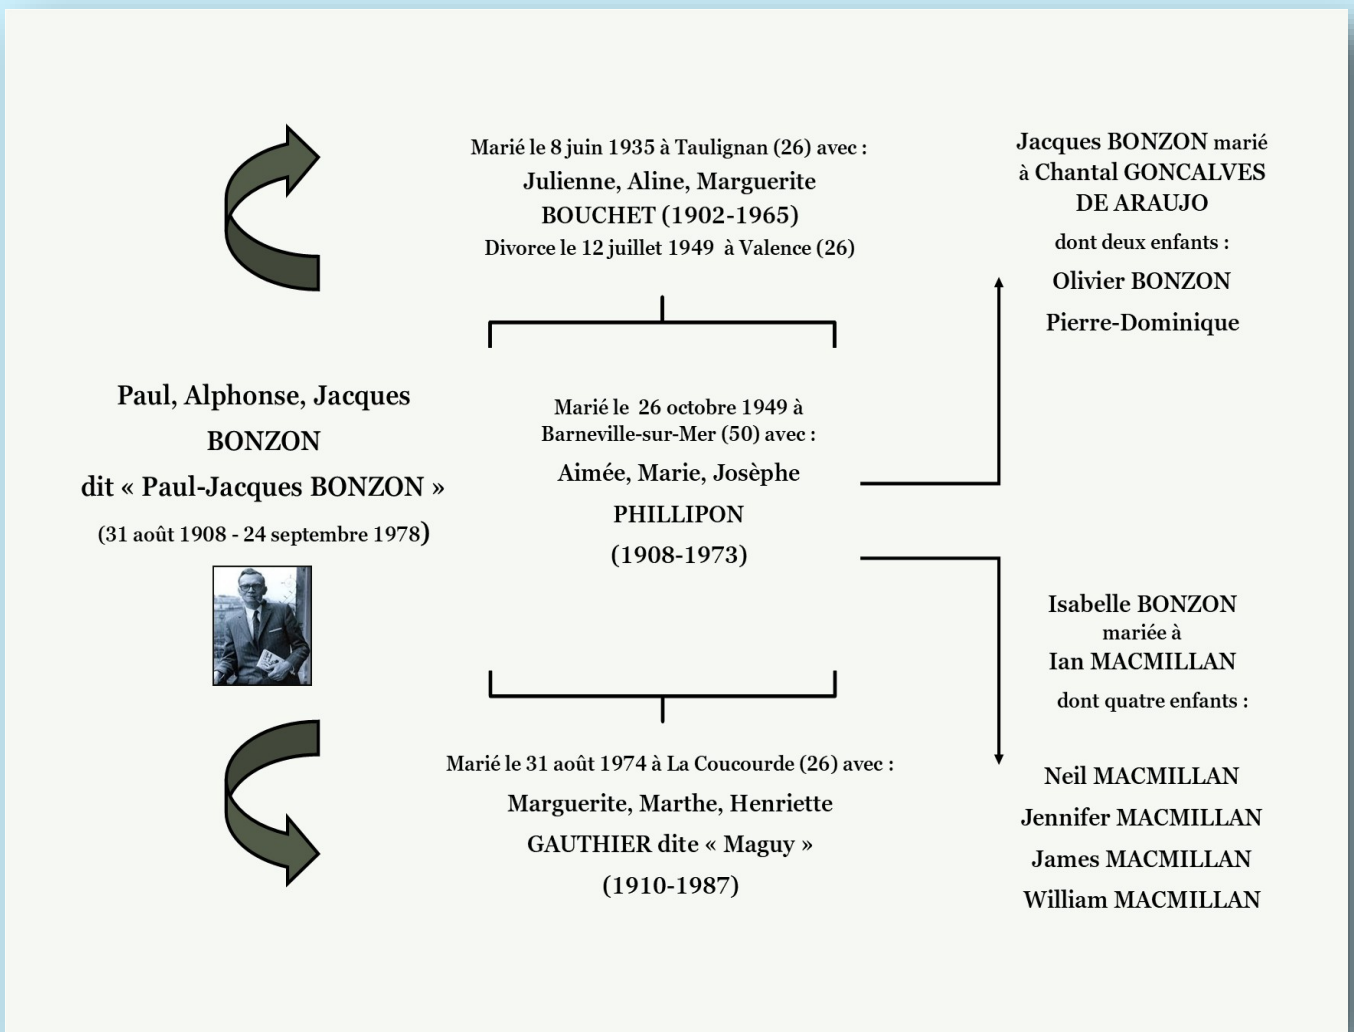 Paul, Alphonse, Jacques
BONZON
dit « Paul-Jacques BONZON »
(31 août 1908 - 24 septembre 1978)
Marié le 8 juin 1935 à Taulignan (26) avec :
Julienne, Aline, Marguerite
BOUCHET (1902-1965)
Divorce le 12 juillet 1949 à Valence (26)
Marié le 26 octobre 1949 à
Barneville-sur-Mer (50) avec :
Aimée, Marie, Josèphe
PHILLIPON
(1908-1973)
Marié le 31 août 1974 à La Coucourde (26) avec :
Marguerite, Marthe, Henriette
GAUTHIER dite « Maguy »
(1910-1987)
Jacques BONZON marié
à Chantal GONCALVES
DE ARAUJO
dont deux enfants :
Olivier BONZON
Pierre-Dominique
Isabelle BONZON
mariée à
Ian MACMILLAN
dont quatre enfants :
Neil MACMILLAN
Jennifer MACMILLAN
James MACMILLAN
William MACMILLAN